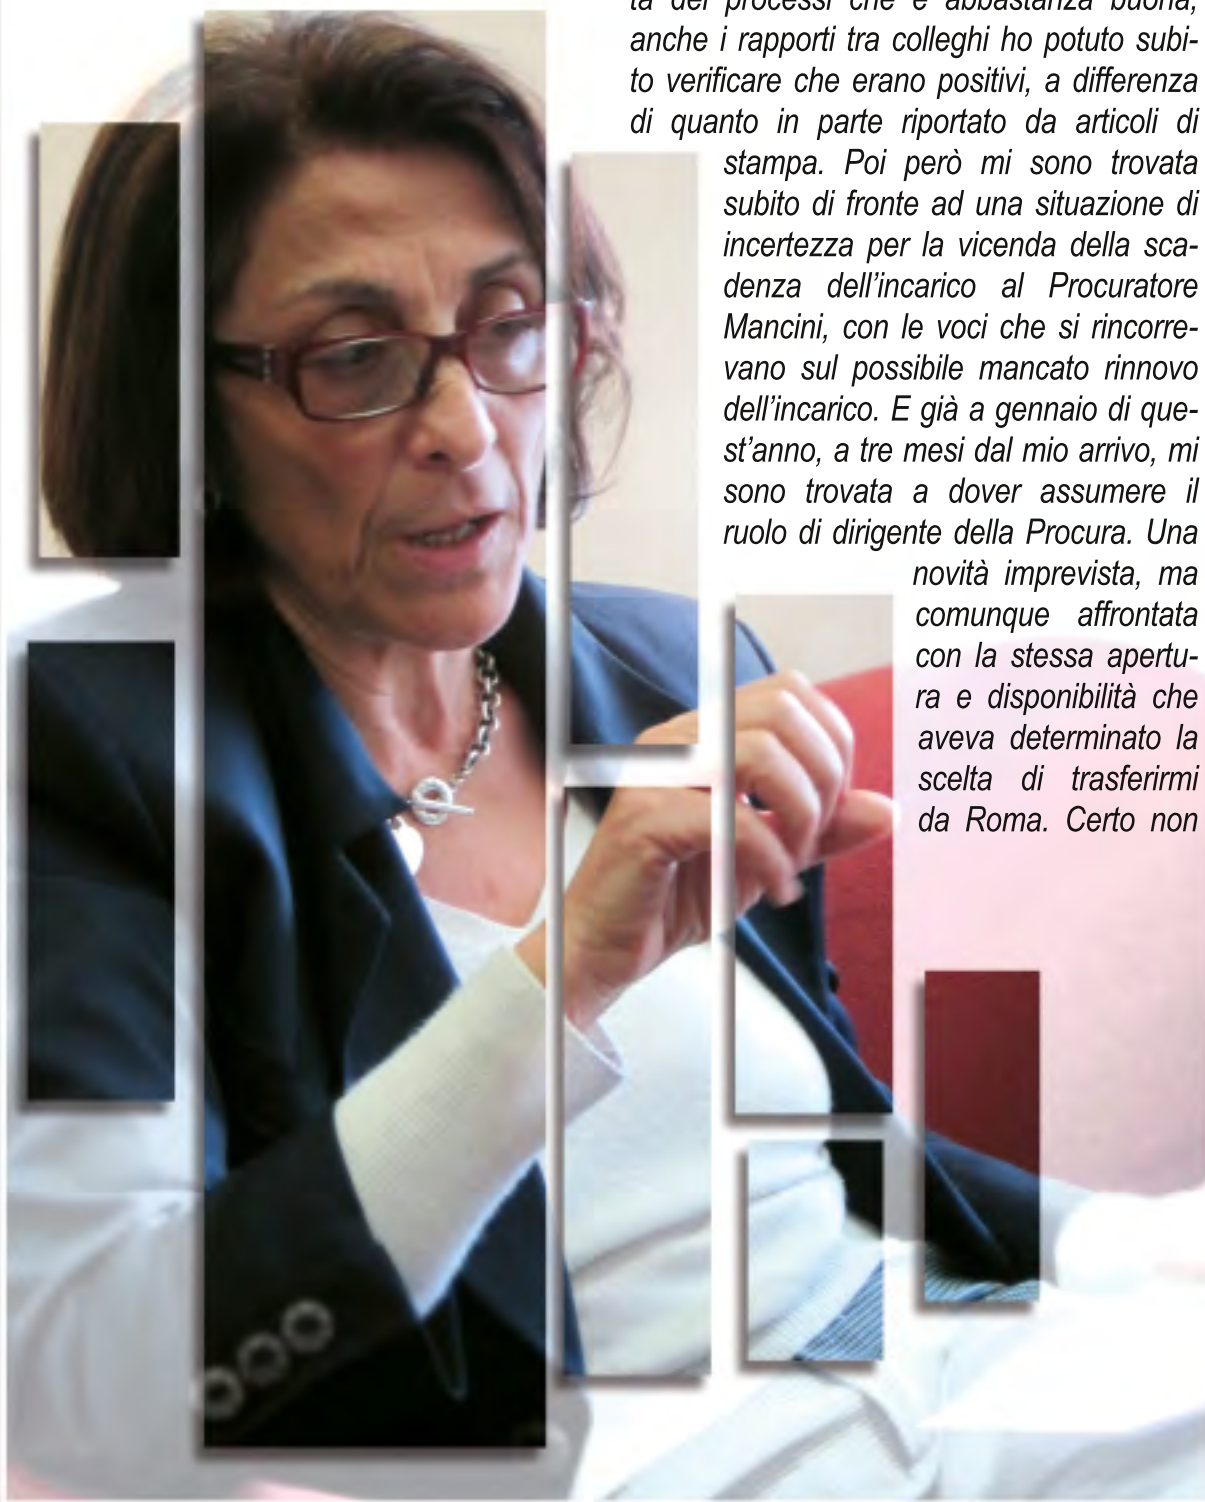 ta dei processi che è abbastanza buona,
anche i rapporti tra colleghi ho potuto subi-
to verificare che erano positivi, a differenza
di quanto in parte riportato da articoli di
stampa. Poi però mi sono trovata
subito di fronte ad una situazione di
incertezza per la vicenda della sca-
denza dell’incarico al Procuratore
Mancini, con le voci che si rincorre-
vano sul possibile mancato rinnovo
dell’incarico. E già a gennaio di que-
st’anno, a tre mesi dal mio arrivo, mi
sono trovata a dover assumere il
ruolo di dirigente della Procura. Una
novità imprevista, ma
comunque affrontata
con la stessa apertu-
ra e disponibilità che
aveva determinato la
scelta di trasferirmi
da Roma. Certo non